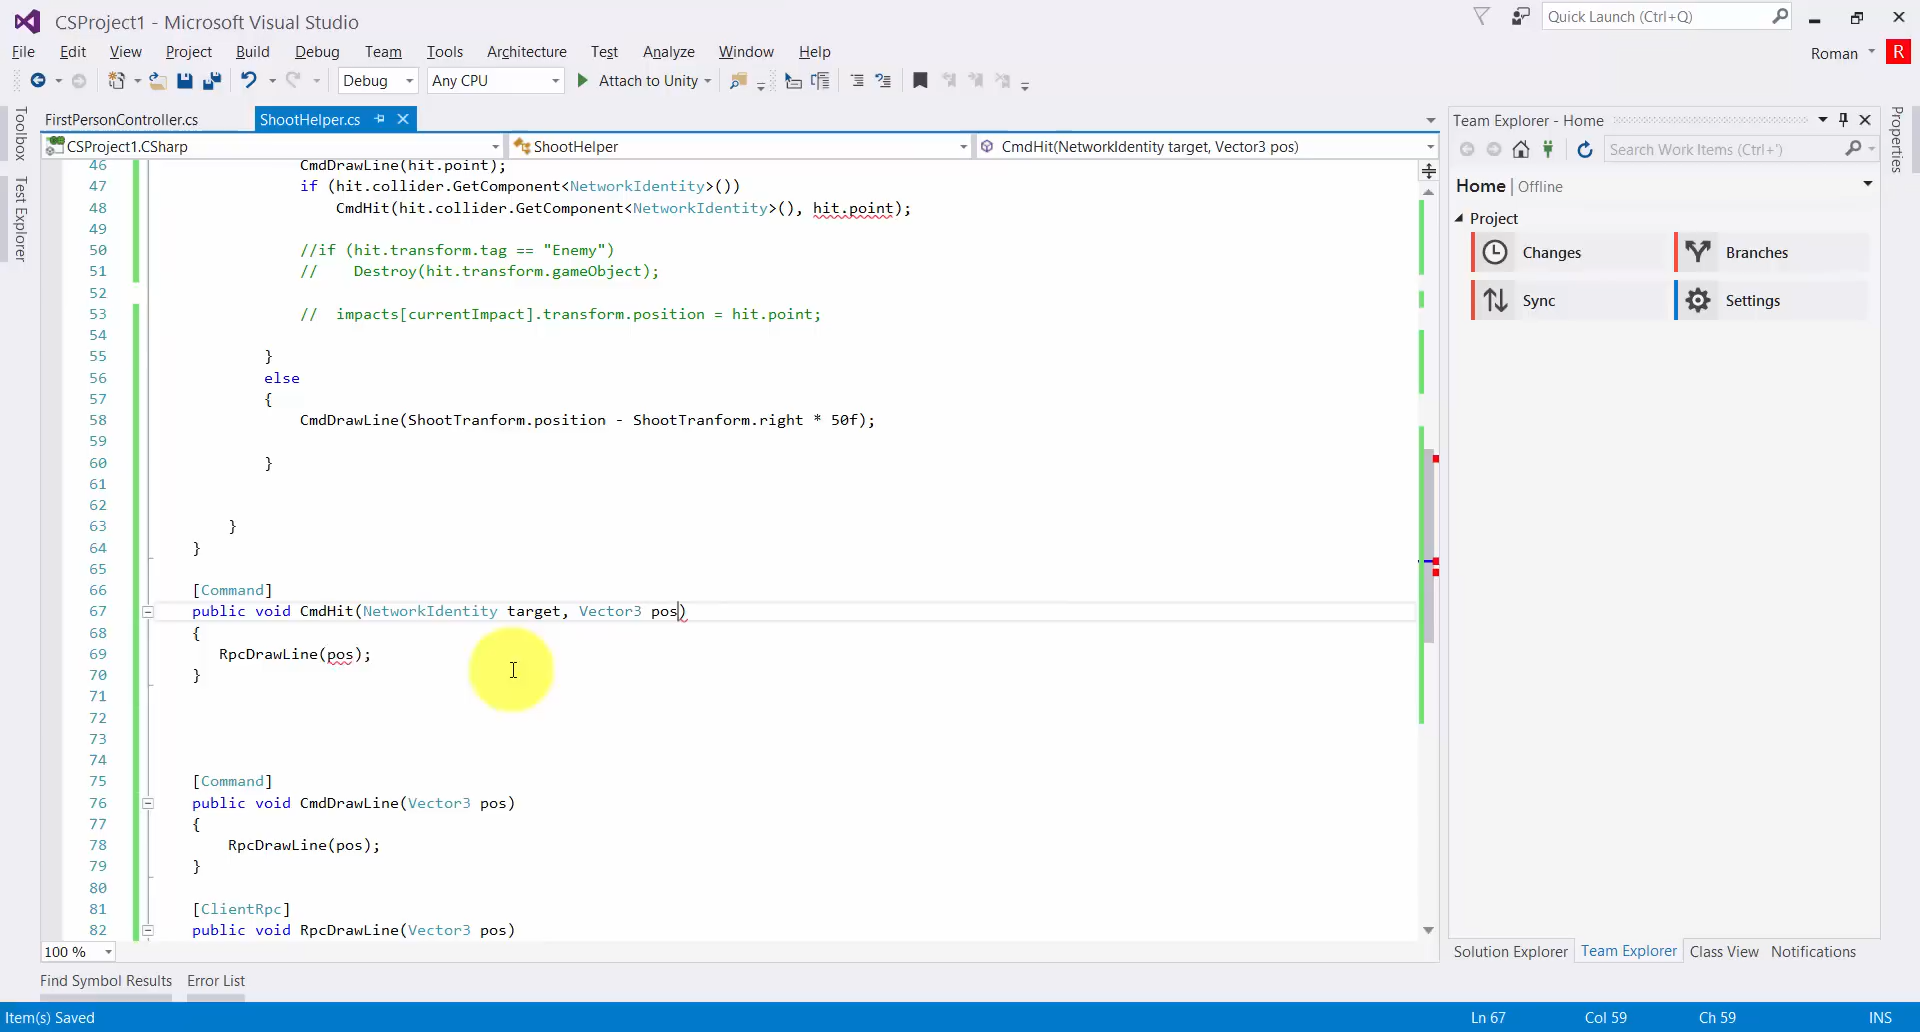 CSProject1 - Microsoft Visual Studio
Quick Launch (Ctrl+Q)
File Edit View Project Build Debug Team Tools Architecture Test Analyze Window Help
Roman R
Debug Any CPU Attach to Unity
Toolbox
Test Explorer
FirstPersonController.cs ShootHelper.cs
CSProject1.CSharp ShootHelper CmdHit(NetworkIdentity target, Vector3 pos)
46 CmdDrawLine(hit.point);
47 if (hit.collider.GetComponent<NetworkIdentity>())
48 CmdHit(hit.collider.GetComponent<NetworkIdentity>(), hit.point);
49
50 //if (hit.transform.tag == "Enemy")
51 // Destroy(hit.transform.gameObject);
52
53 // impacts[currentImpact].transform.position = hit.point;
54
55 }
56 else
57 {
58 CmdDrawLine(ShootTranform.position - ShootTranform.right * 50f);
59
60 }
61
62
63 }
64 }
65
66 [Command]
67 public void CmdHit(NetworkIdentity target, Vector3 pos)
68 {
69 RpcDrawLine(pos);
70 }
71
72
73
74
75 [Command]
76 public void CmdDrawLine(Vector3 pos)
77 {
78 RpcDrawLine(pos);
79 }
80
81 [ClientRpc]
82 public void RpcDrawLine(Vector3 pos)
100 %
Team Explorer - Home
Search Work Items (Ctrl+')
Home | Offline
Project
Changes Branches
Sync Settings
Properties
Solution Explorer Team Explorer Class View Notifications
Find Symbol Results Error List
Item(s) Saved Ln 67 Col 59 Ch 59 INS